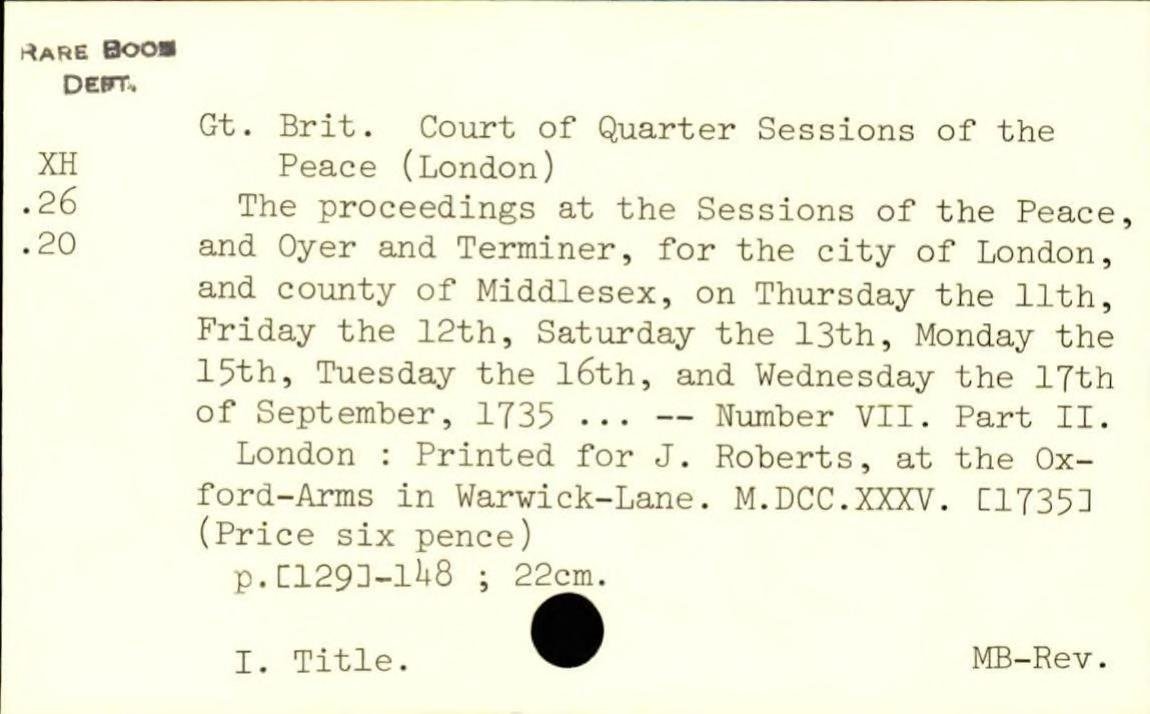 RARE BOOK
DEPT.
Gt. Brit. Court of Quarter Sessions of the
XH Peace (London)
.26 The proceedings at the Sessions of the Peace,
.20 and Oyer and Terminer, for the city of London,
and county of Middlesex, on Thursday the 11th,
Friday the 12th, Saturday the 13th, Monday the
15th, Tuesday the 16th, and Wednesday the 17th
of September, 1735 ... -- Number VII. Part II.
London : Printed for J. Roberts, at the Ox-
ford-Arms in Warwick-Lane. M.DCC.XXXV. [1735]
(Price six pence)
p.[129]-148 ; 22cm.
I. Title. MB-Rev.